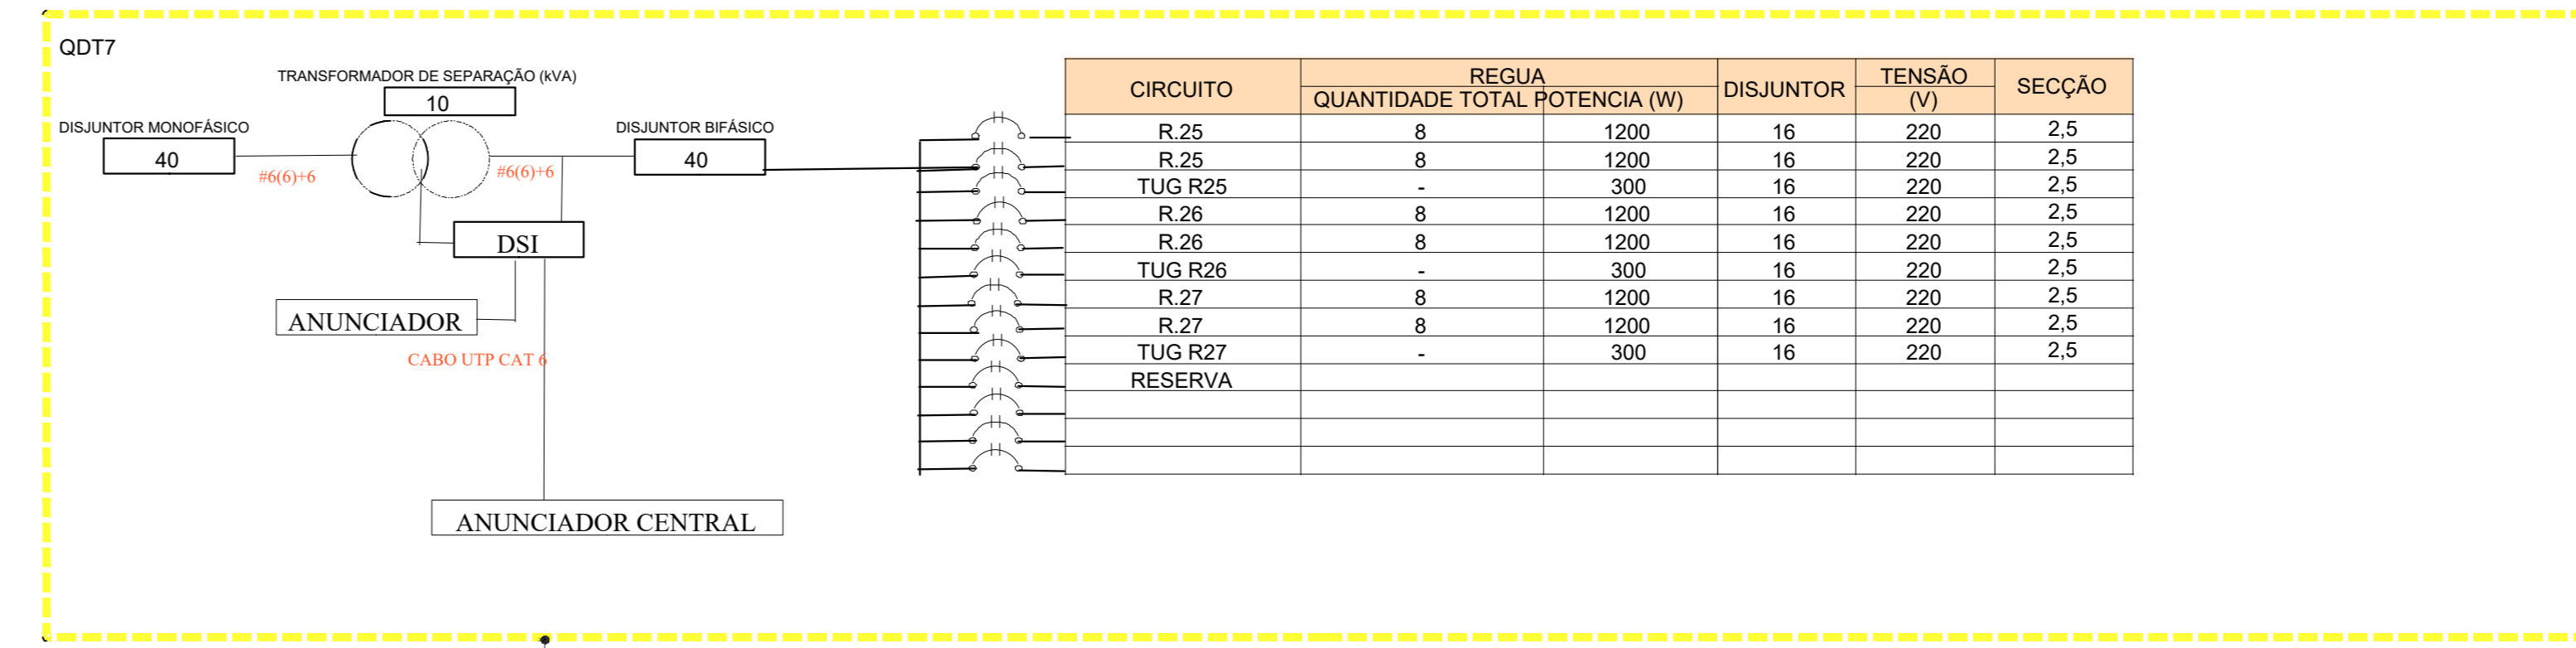 QDT7
TRANSFORMADOR DE SEPARAÇÃO (kVA)
10
DISJUNTOR MONOFÁSICO
40
#6(6)+6
#6(6)+6
DISJUNTOR BIFÁSICO
40
DSI
ANUNCIADOR
CABO UTP CAT 6
ANUNCIADOR CENTRAL
CIRCUITO REGUA DISJUNTOR TENSÃO SECÇÃO
QUANTIDADE TOTAL POTENCIA (W) (V)
R.25 8 1200 16 220 2,5
R.25 8 1200 16 220 2,5
TUG R25 - 300 16 220 2,5
R.26 8 1200 16 220 2,5
R.26 8 1200 16 220 2,5
TUG R26 - 300 16 220 2,5
R.27 8 1200 16 220 2,5
R.27 8 1200 16 220 2,5
TUG R27 - 300 16 220 2,5
RESERVA